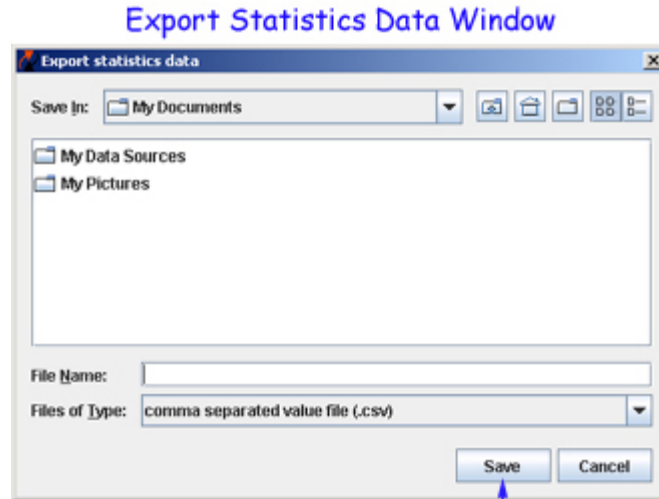 Export Statistics Data Window
Export statistics data
Save In: My Documents
My Data Sources
My Pictures
File Name:
Files of Type: comma separated value file (.csv)
Save Cancel